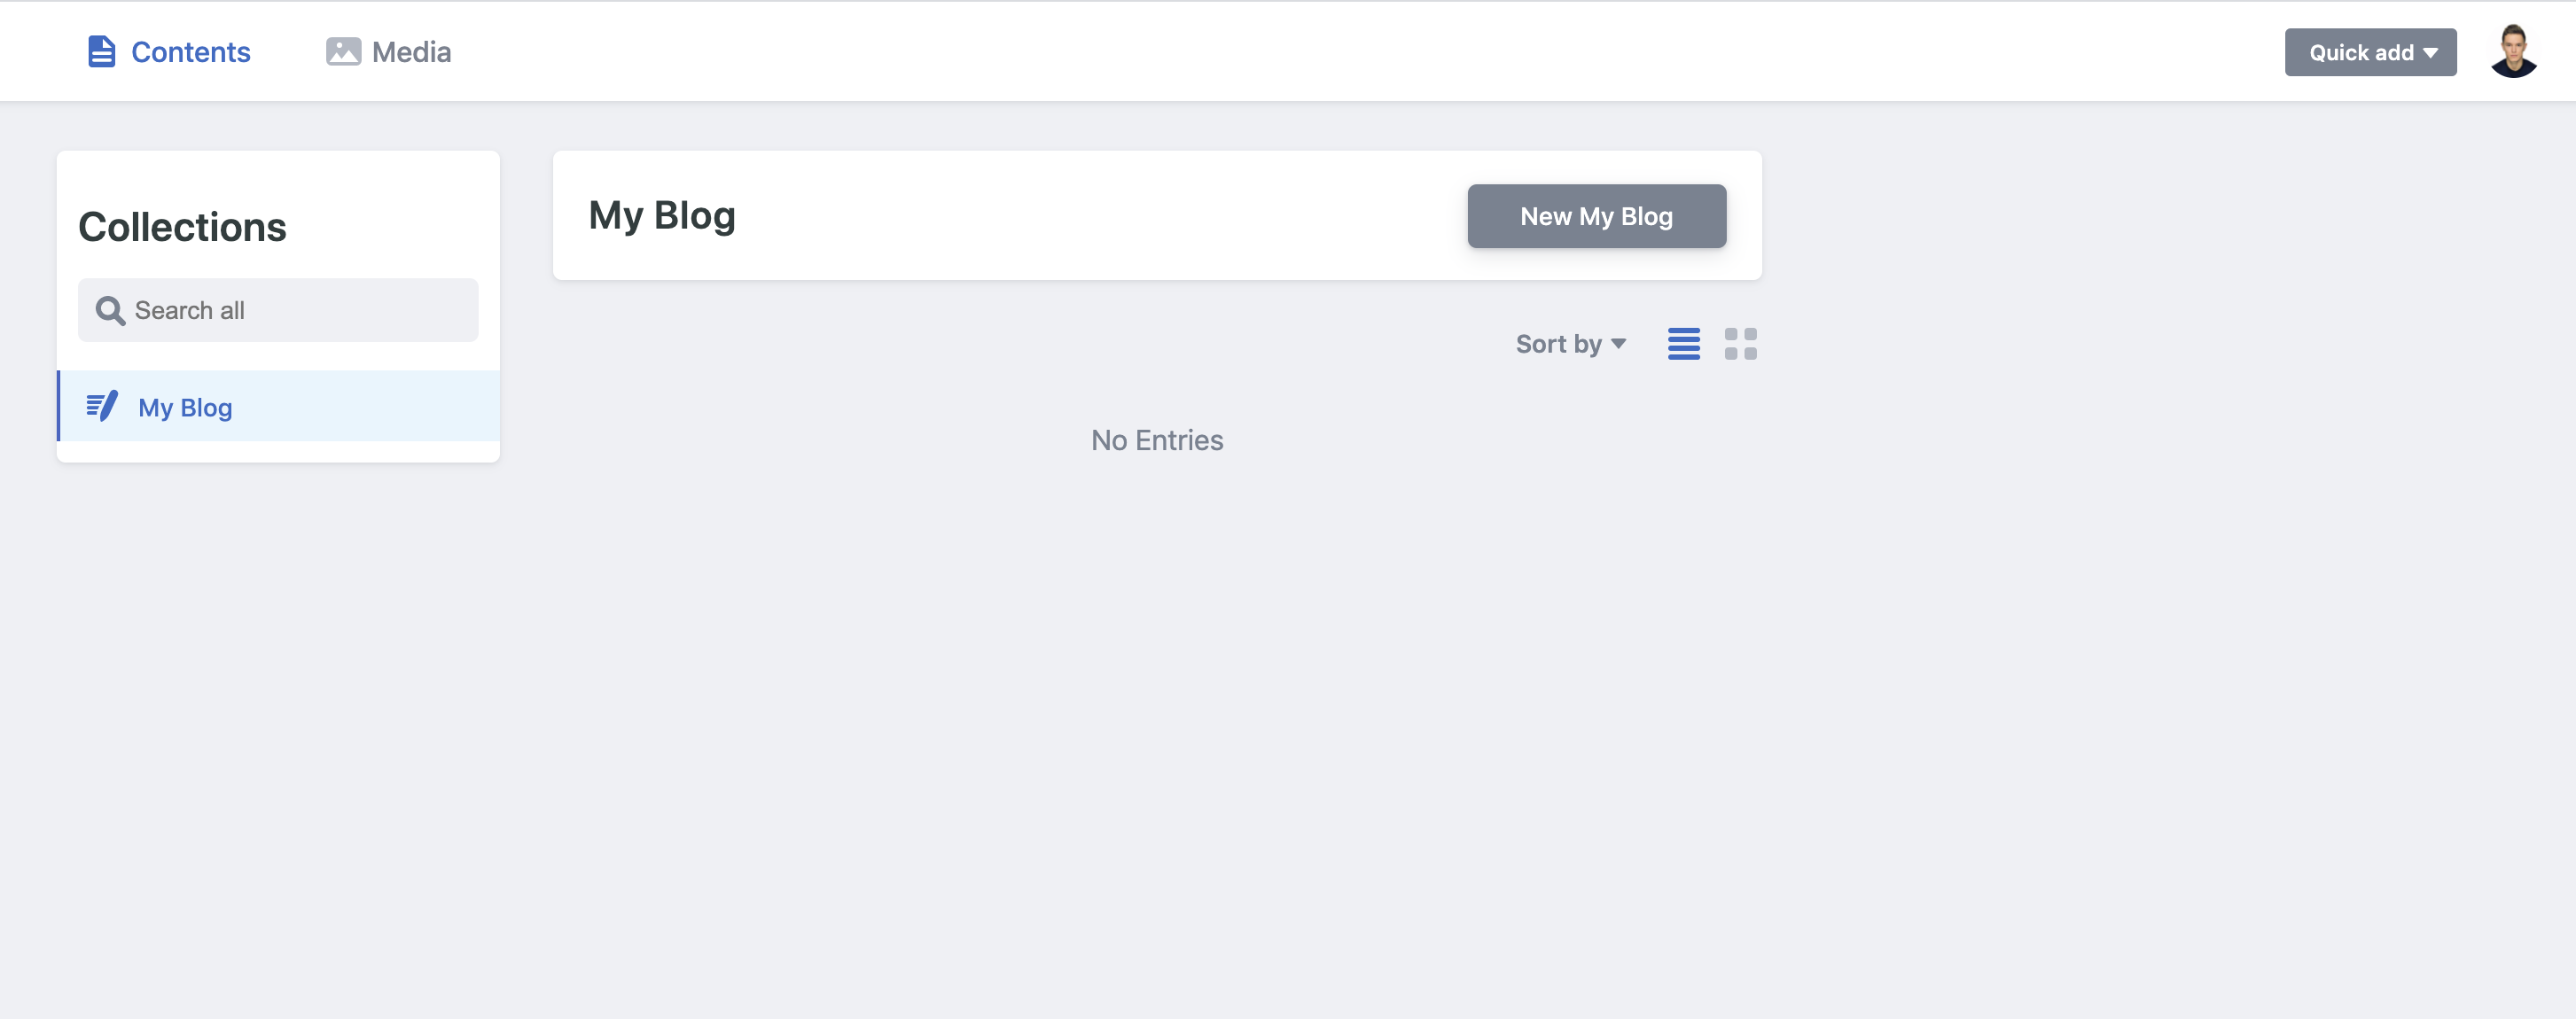 Contents
Media
Quick add
Collections
Search all
My Blog
My Blog
New My Blog
Sort by
No Entries